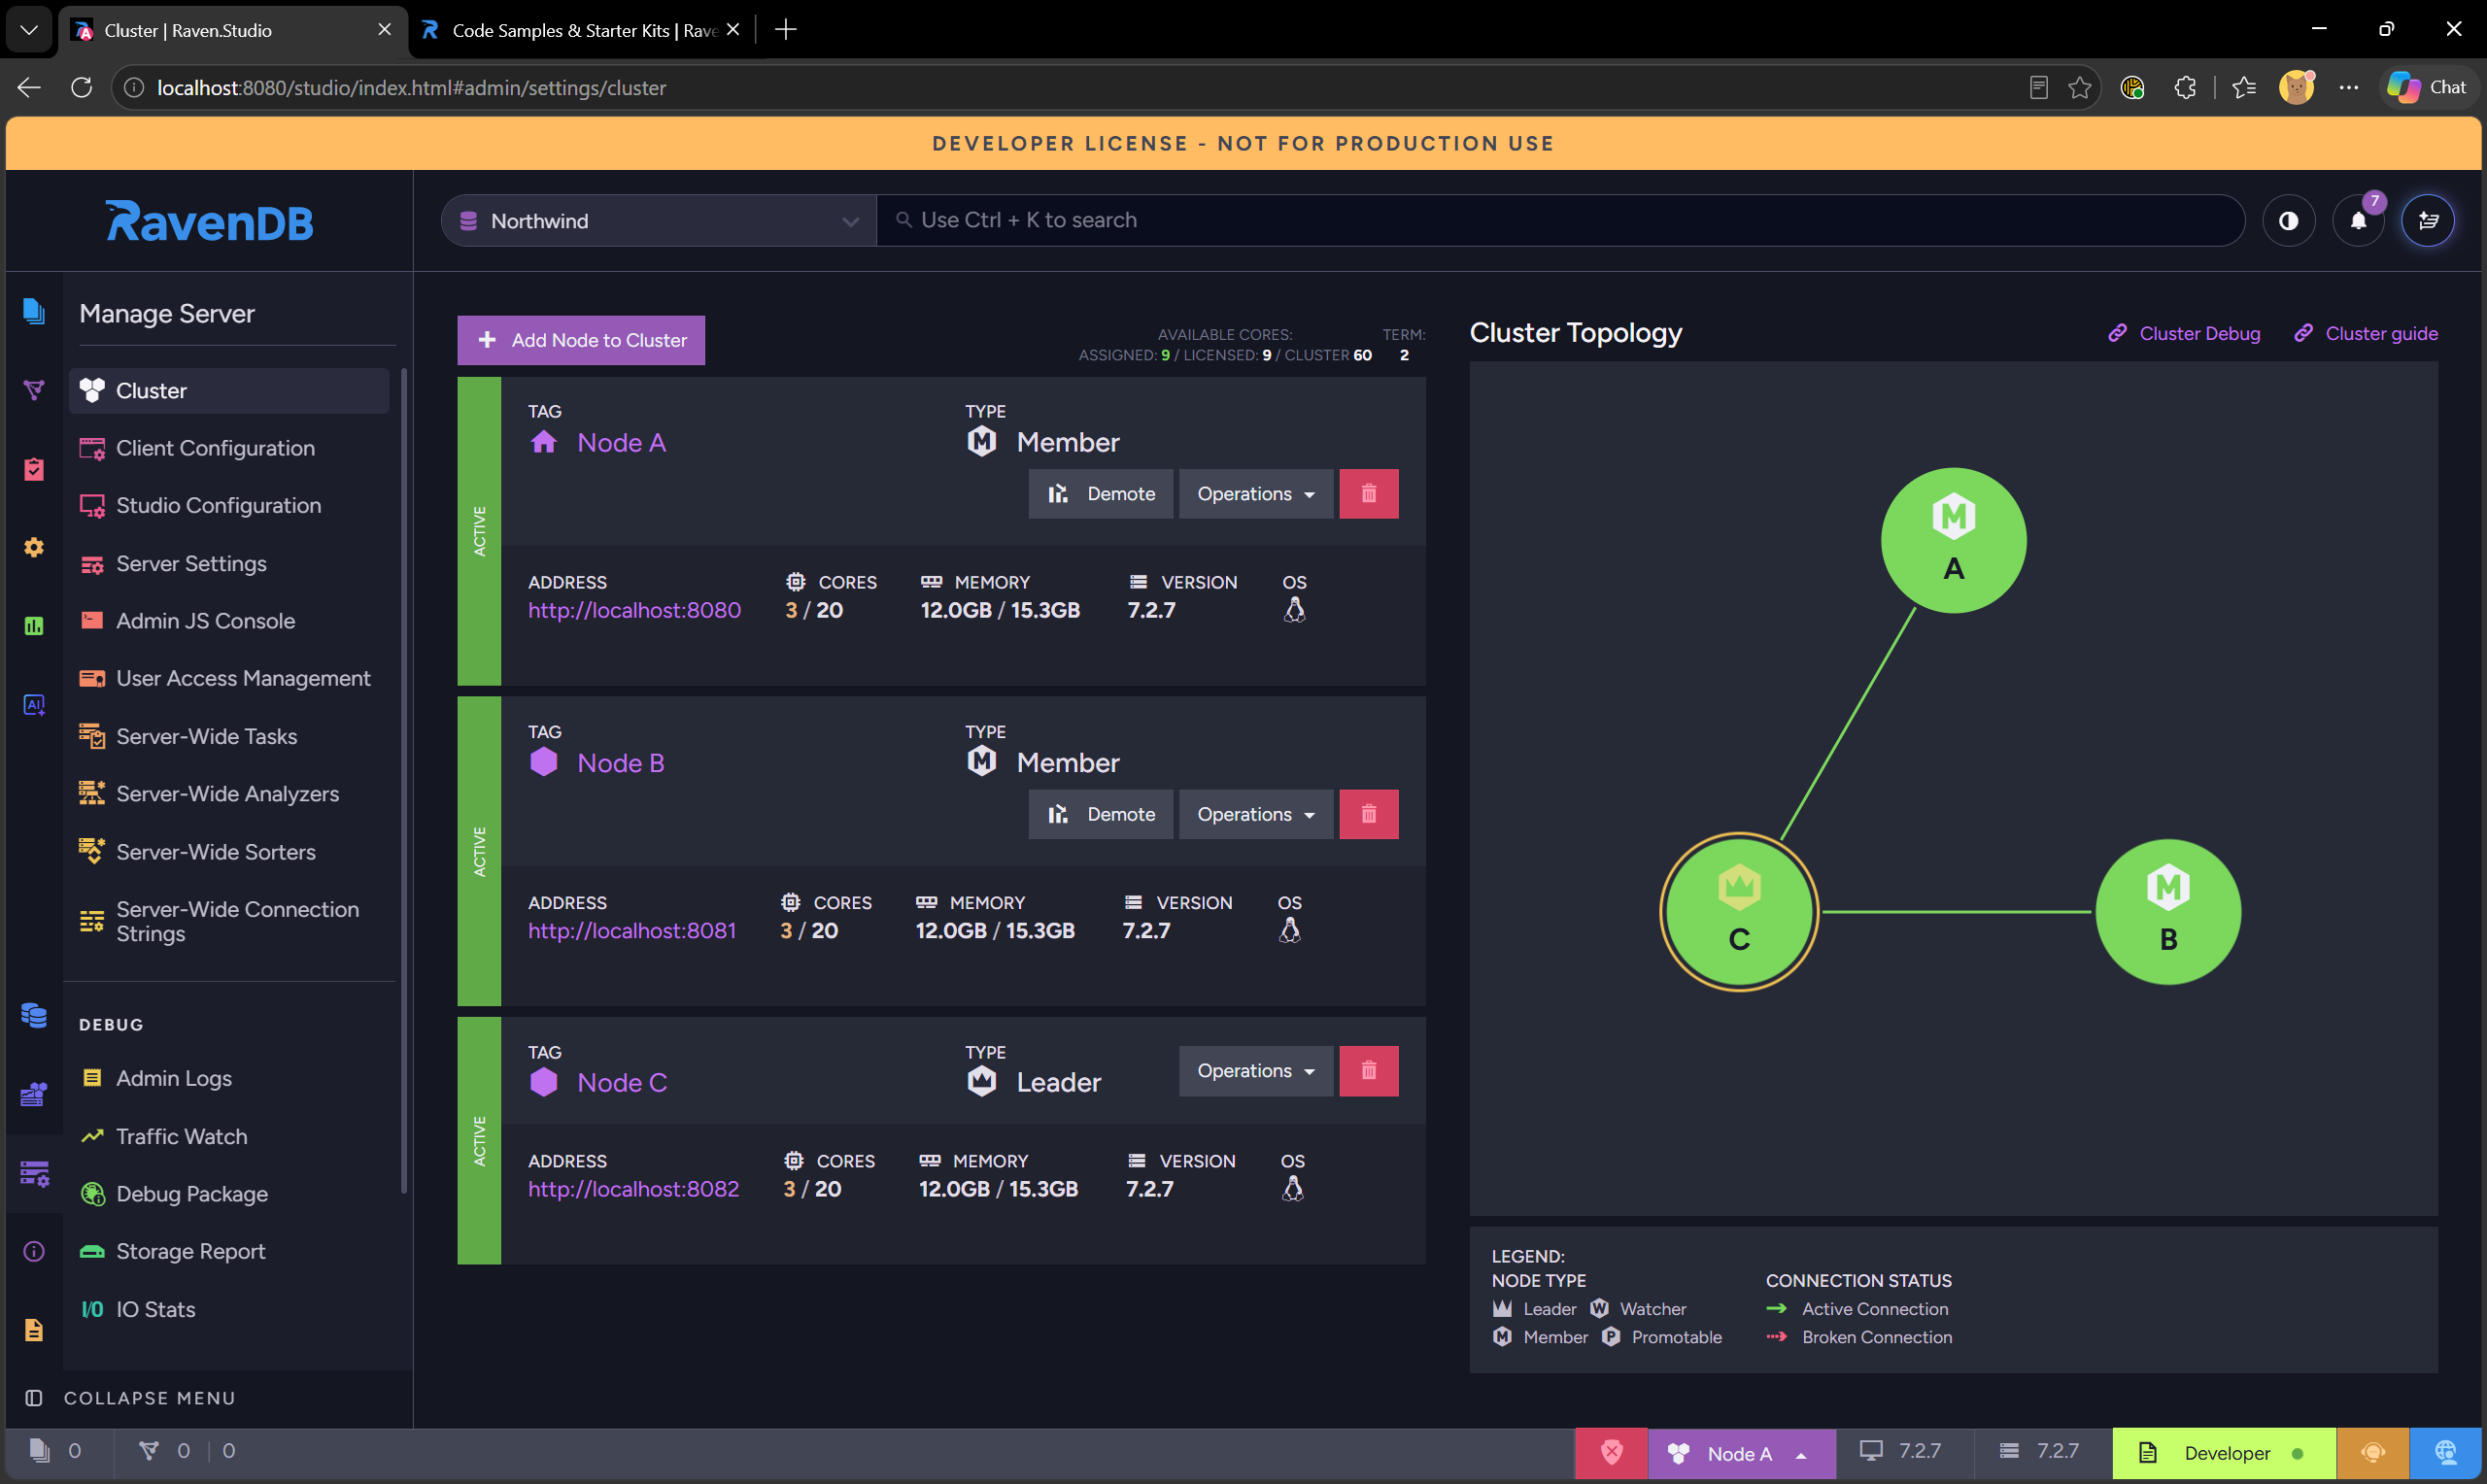 Cluster | Raven.Studio
Code Samples & Starter Kits | Rave
localhost:8080/studio/index.html#admin/settings/cluster
Chat
DEVELOPER LICENSE - NOT FOR PRODUCTION USE
RavenDB
Northwind
Use Ctrl + K to search
7
Manage Server
Cluster
Client Configuration
Studio Configuration
Server Settings
Admin JS Console
User Access Management
Server-Wide Tasks
Server-Wide Analyzers
Server-Wide Sorters
Server-Wide Connection
Strings
DEBUG
Admin Logs
Traffic Watch
Debug Package
Storage Report
I/O IO Stats
AI
COLLAPSE MENU
Add Node to Cluster
AVAILABLE CORES: TERM:
ASSIGNED: 9 / LICENSED: 9 / CLUSTER 60 2
ACTIVE
TAG TYPE
Node A M Member
Demote Operations
ADDRESS CORES MEMORY VERSION OS
http://localhost:8080 3 / 20 12.0GB / 15.3GB 7.2.7
ACTIVE
TAG TYPE
Node B M Member
Demote Operations
ADDRESS CORES MEMORY VERSION OS
http://localhost:8081 3 / 20 12.0GB / 15.3GB 7.2.7
ACTIVE
TAG TYPE
Node C Leader
Operations
ADDRESS CORES MEMORY VERSION OS
http://localhost:8082 3 / 20 12.0GB / 15.3GB 7.2.7
Cluster Topology
Cluster Debug Cluster guide
M
A
C
M
B
LEGEND:
NODE TYPE CONNECTION STATUS
Leader W Watcher Active Connection
M Member P Promotable Broken Connection
0 0 | 0
Node A 7.2.7 7.2.7 Developer